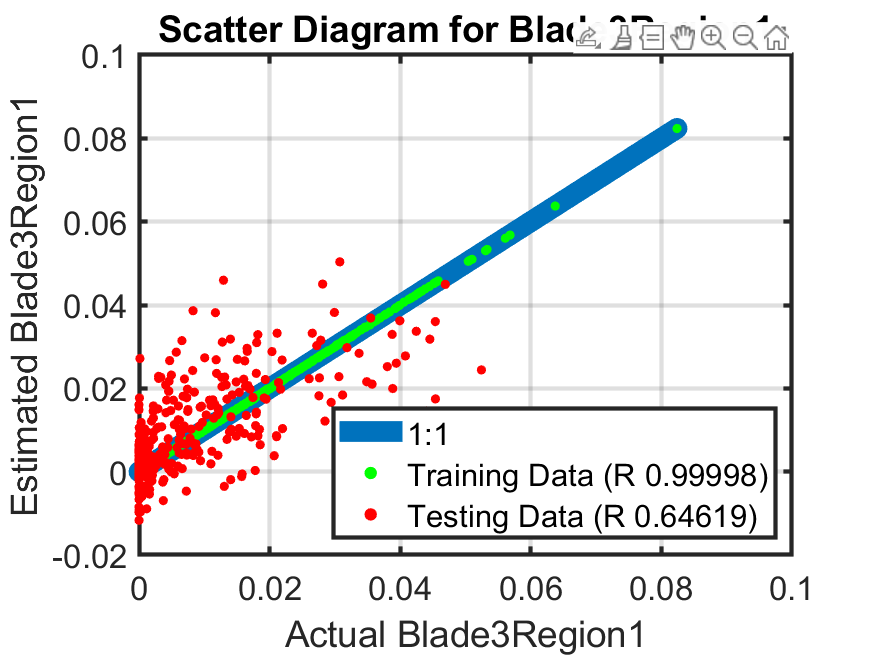 Scatter Diagram for Blade3Region1
0.1
0.08
0.06
0.04
0.02
0
-0.02
Estimated Blade3Region1
1:1
Training Data (R 0.99998)
Testing Data (R 0.64619)
0 0.02 0.04 0.06 0.08 0.1
Actual Blade3Region1